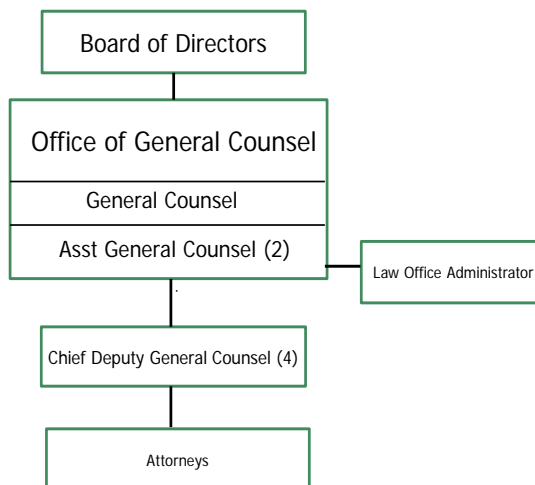 Board of Directors
Office of General Counsel
General Counsel
Asst General Counsel (2)
Law Office Administrator
Chief Deputy General Counsel (4)
Attorneys